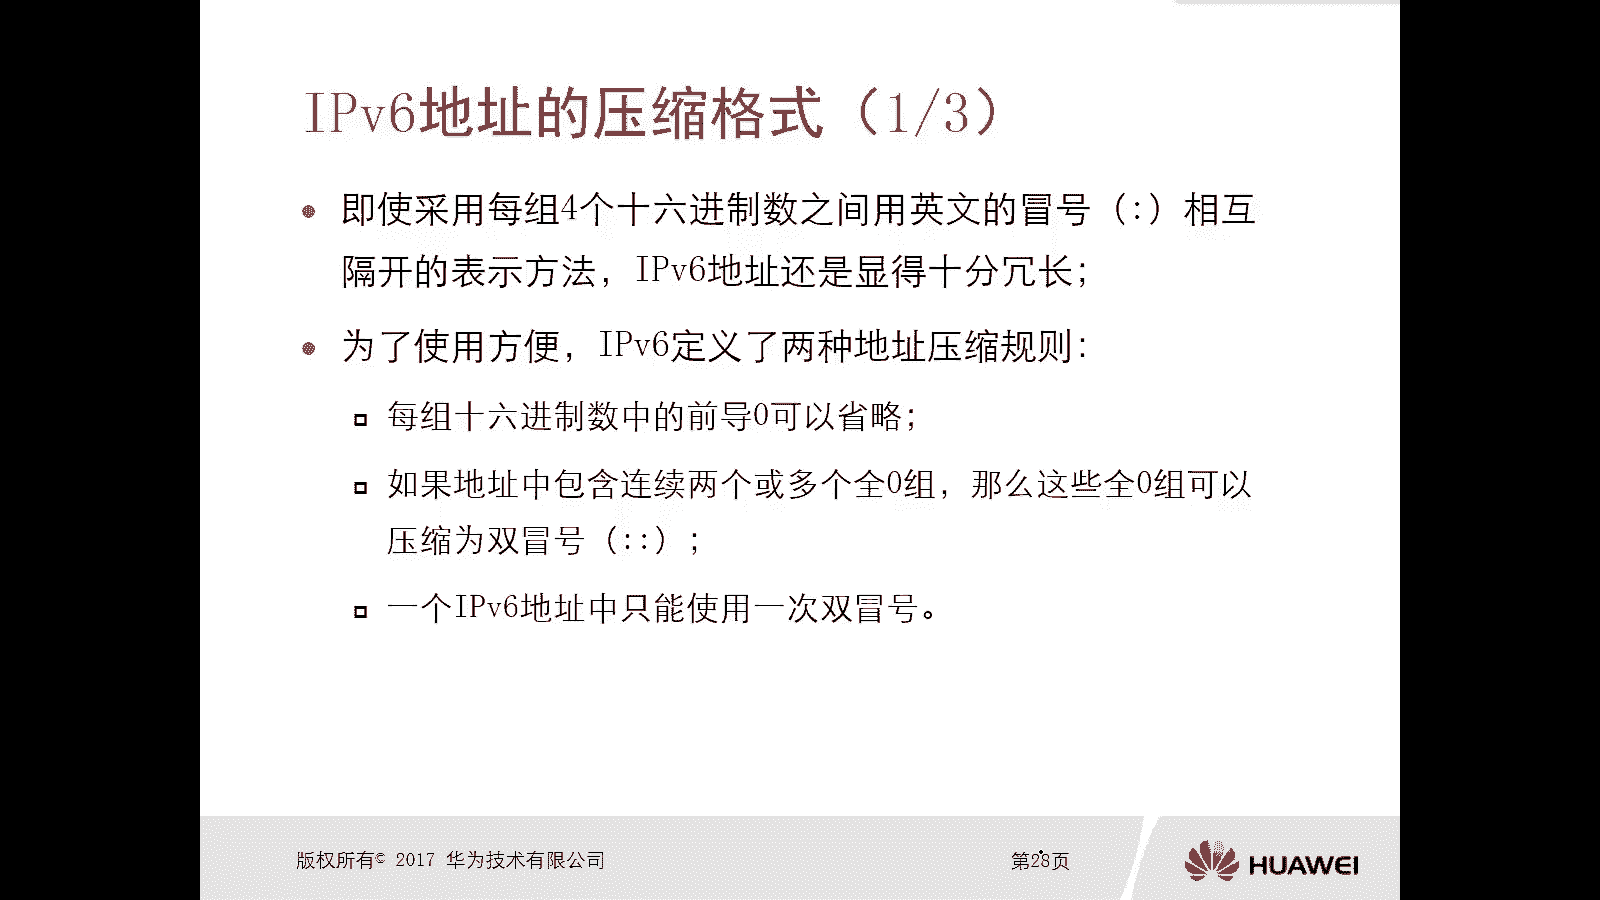 IPv6地址的压缩格式（1/3）
即使采用每组4个十六进制数之间用英文的冒号（:）相互
隔开的表示方法，IPv6地址还是显得十分冗长；
为了使用方便，IPv6定义了两种地址压缩规则：
每组十六进制数中的前导0可以省略；
如果地址中包含连续两个或多个全0组，那么这些全0组可以
压缩为双冒号（::）；
一个IPv6地址中只能使用一次双冒号。
版权所有© 2017 华为技术有限公司
第28页
HUAWEI